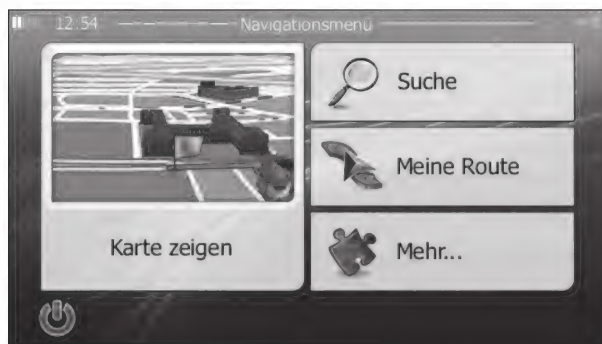 12:54
Navigationsmenü
Karte zeigen
Suche
Meine Route
Mehr...